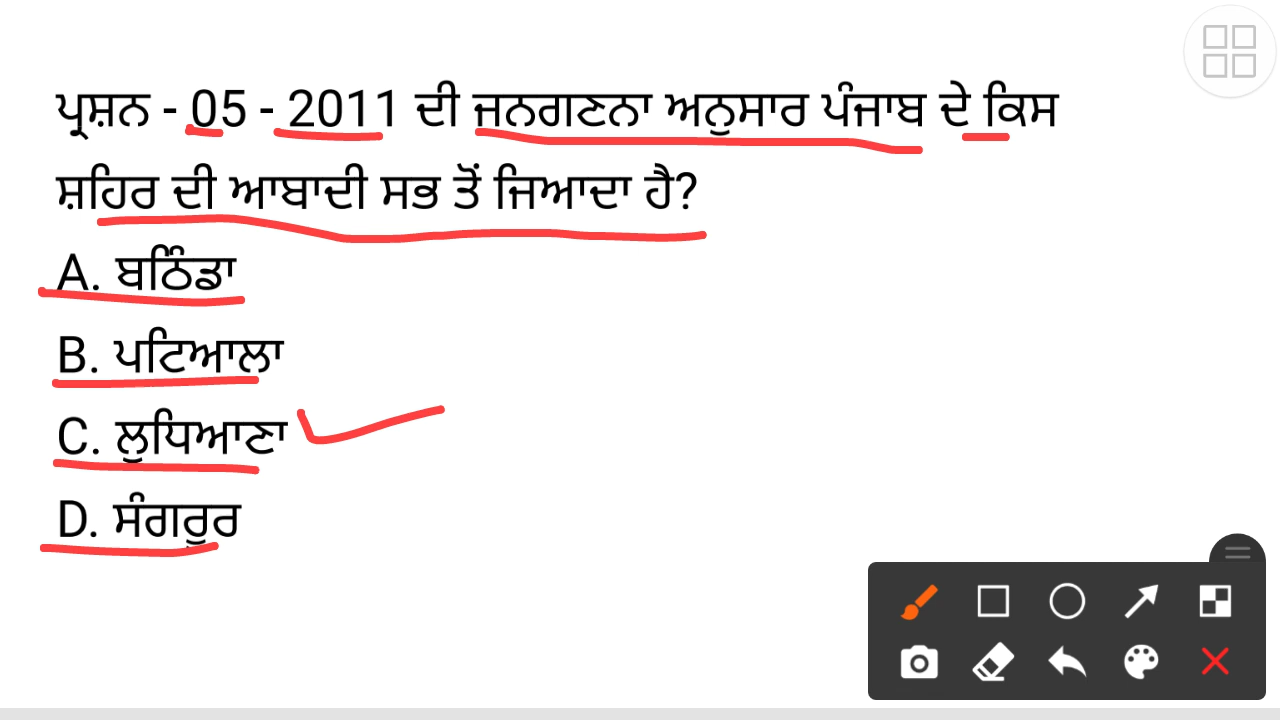 ਪ੍ਰਸ਼ਨ - 05 - 2011 ਦੀ ਜਨਗਣਨਾ ਅਨੁਸਾਰ ਪੰਜਾਬ ਦੇ ਕਿਸ
ਸ਼ਹਿਰ ਦੀ ਆਬਾਦੀ ਸਭ ਤੋਂ ਜਿਆਦਾ ਹੈ?
A. ਬਠਿੰਡਾ
B. ਪਟਿਆਲਾ
C. ਲੁਧਿਆਣਾ
D. ਸੰਗਰੂਰ